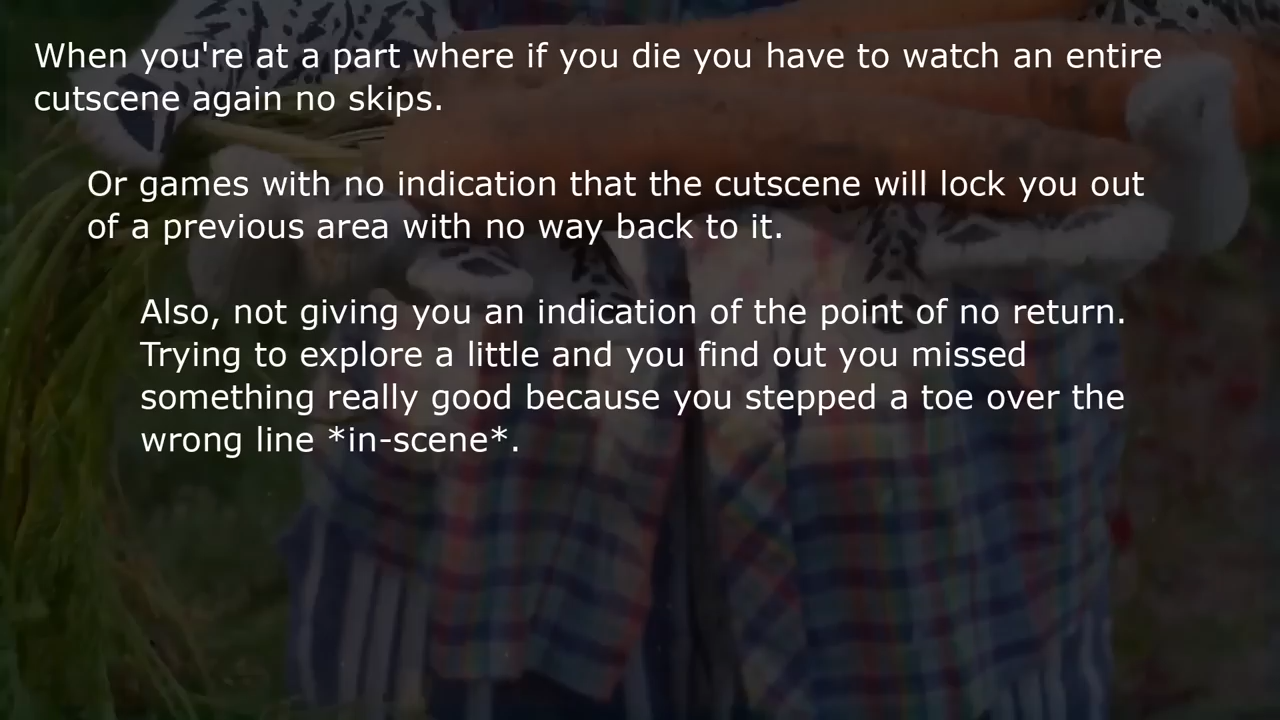 When you're at a part where if you die you have to watch an entire
cutscene again no skips.
Or games with no indication that the cutscene will lock you out
of a previous area with no way back to it.
Also, not giving you an indication of the point of no return.
Trying to explore a little and you find out you missed
something really good because you stepped a toe over the
wrong line *in-scene*.